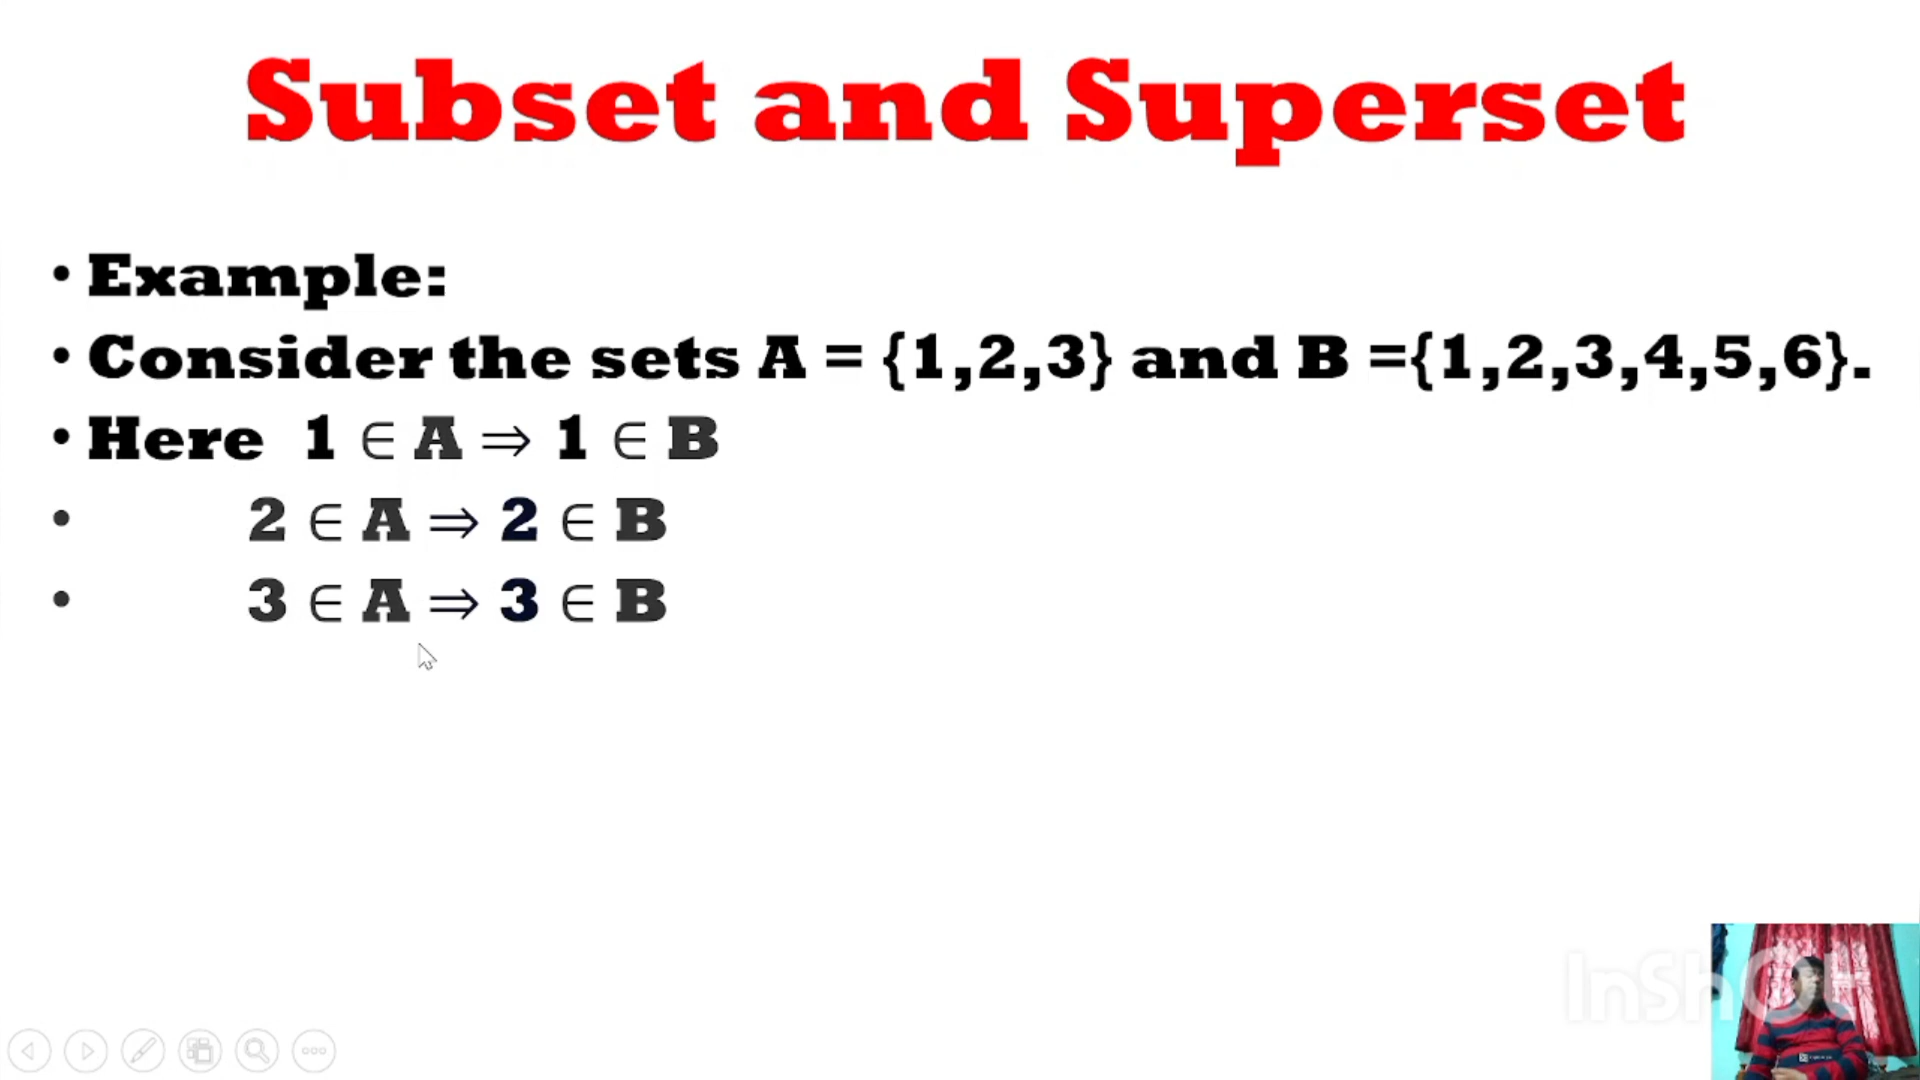 Subset and Superset
• Example:
• Consider the sets A = {1,2,3} and B ={1,2,3,4,5,6}.
• Here 1 ∈ A ⇒ 1 ∈ B
• 2 ∈ A ⇒ 2 ∈ B
• 3 ∈ A ⇒ 3 ∈ B
InShOt